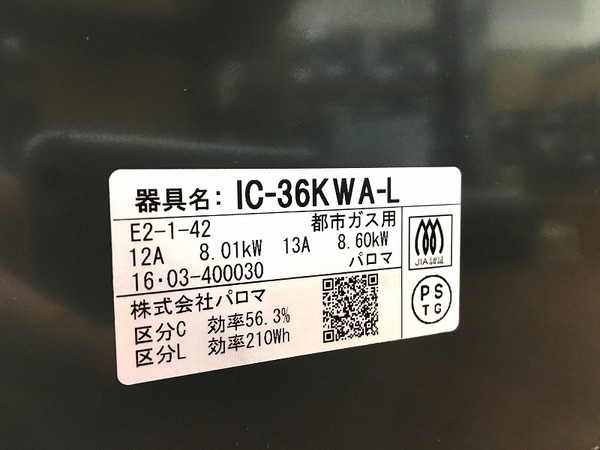 器具名: IC-36KWA-L
E2-1-42 都市ガス用
12A 8.01kW 13A 8.60kW
16・03-400030 パロマ
株式会社パロマ
区分C 効率56.3%
区分L 効率210Wh
JIA認証
PS
TG